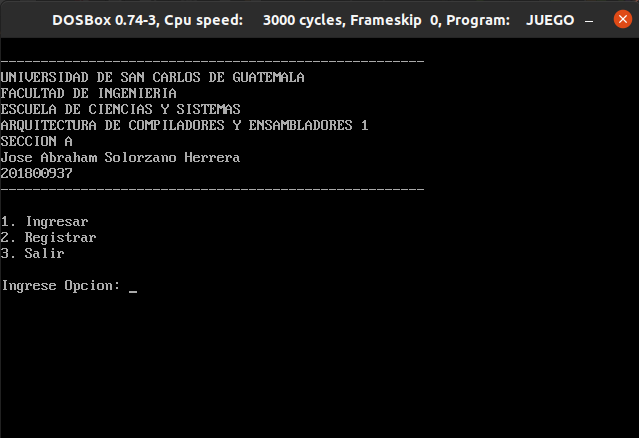 DOSBox 0.74-3, Cpu speed: 3000 cycles, Frameskip 0, Program: JUEGO
-----------------------------------------------------
UNIVERSIDAD DE SAN CARLOS DE GUATEMALA
FACULTAD DE INGENIERIA
ESCUELA DE CIENCIAS Y SISTEMAS
ARQUITECTURA DE COMPILADORES Y ENSAMBLADORES 1
SECCION A
Jose Abraham Solorzano Herrera
201800937
-----------------------------------------------------
1. Ingresar
2. Registrar
3. Salir
Ingrese Opcion: _